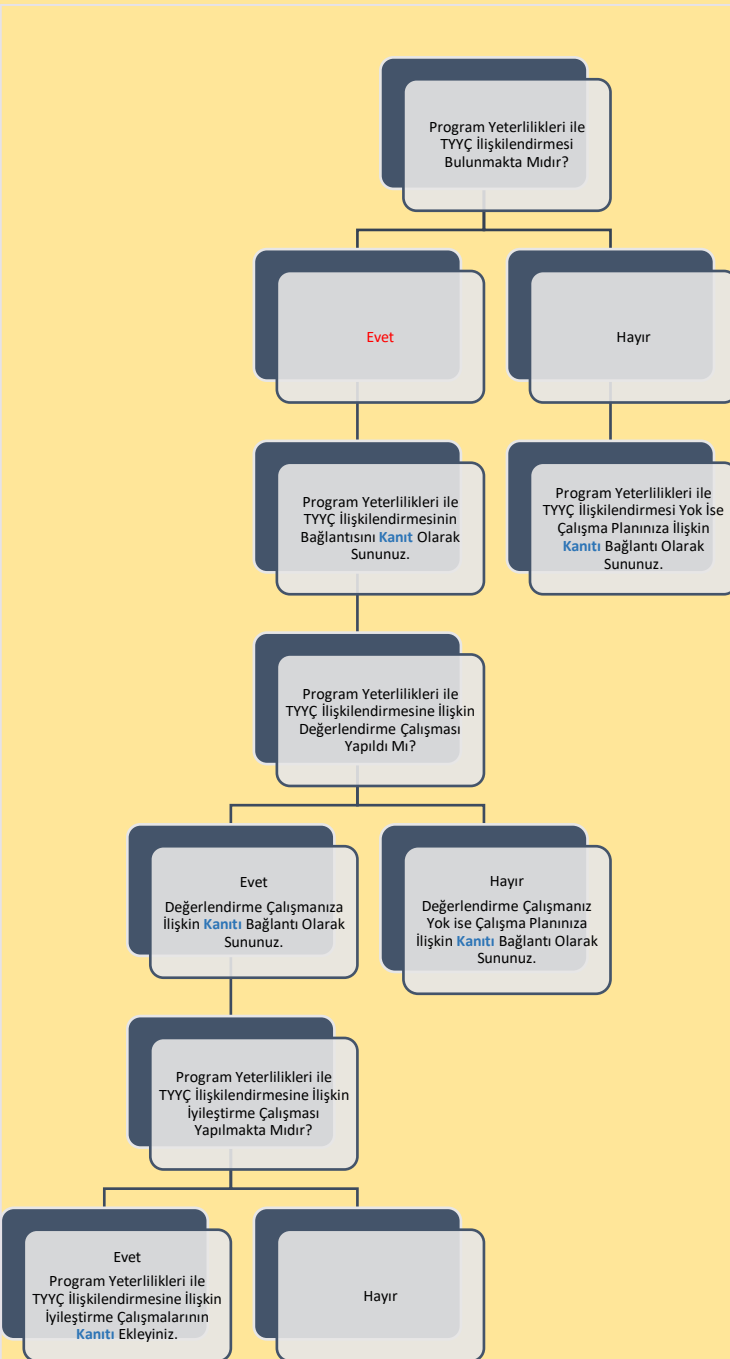 Program Yeterlilikleri ile
TYYÇ İlişkilendirmesi
Bulunmakta Mıdır?
Evet
Hayır
Program Yeterlilikleri ile
TYYÇ İlişkilendirmesinin
Bağlantısını Kanıt Olarak
Sununuz.
Program Yeterlilikleri ile
TYYÇ İlişkilendirmesi Yok İse
Çalışma Planınıza İlişkin
Kanıtı Bağlantı Olarak
Sununuz.
Program Yeterlilikleri ile
TYYÇ İlişkilendirmesine İlişkin
Değerlendirme Çalışması
Yapıldı Mı?
Evet
Değerlendirme Çalışmanıza
İlişkin Kanıtı Bağlantı Olarak
Sununuz.
Hayır
Değerlendirme Çalışmanız
Yok ise Çalışma Planınıza
İlişkin Kanıtı Bağlantı Olarak
Sununuz.
Program Yeterlilikleri ile
TYYÇ İlişkilendirmesine İlişkin
İyileştirme Çalışması
Yapılmakta Mıdır?
Evet
Program Yeterlilikleri ile
TYYÇ İlişkilendirmesine İlişkin
İyileştirme Çalışmalarının
Kanıtı Ekleyiniz.
Hayır